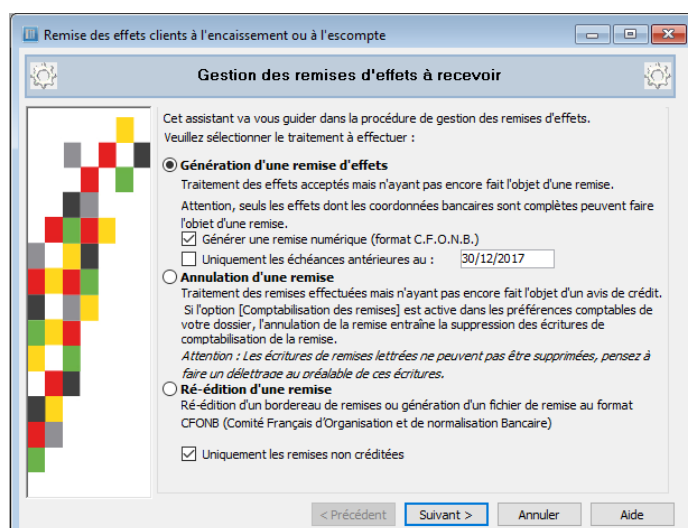 Remise des effets clients à l'encaissement ou à l'escompte
Gestion des remises d'effets à recevoir
Cet assistant va vous guider dans la procédure de gestion des remises d'effets.
Veuillez sélectionner le traitement à effectuer :
Génération d'une remise d'effets
Traitement des effets acceptés mais n'ayant pas encore fait l'objet d'une remise.
Attention, seuls les effets dont les coordonnées bancaires sont complètes peuvent faire
l'objet d'une remise.
Générer une remise numérique (format C.F.O.N.B.)
Uniquement les échéances antérieures au : 30/12/2017
Annulation d'une remise
Traitement des remises effectuées mais n'ayant pas encore fait l'objet d'un avis de crédit.
Si l'option [Comptabilisation des remises] est active dans les préférences comptables de
votre dossier, l'annulation de la remise entraîne la suppression des écritures de
comptabilisation de la remise.
Attention : Les écritures de remises lettrées ne peuvent pas être supprimées, pensez à
faire un délettrage au préalable de ces écritures.
Ré-édition d'une remise
Ré-édition d'un bordereau de remises ou génération d'un fichier de remise au format
CFONB (Comité Français d'Organisation et de normalisation Bancaire)
Uniquement les remises non créditées
< Précédent Suivant > Annuler Aide